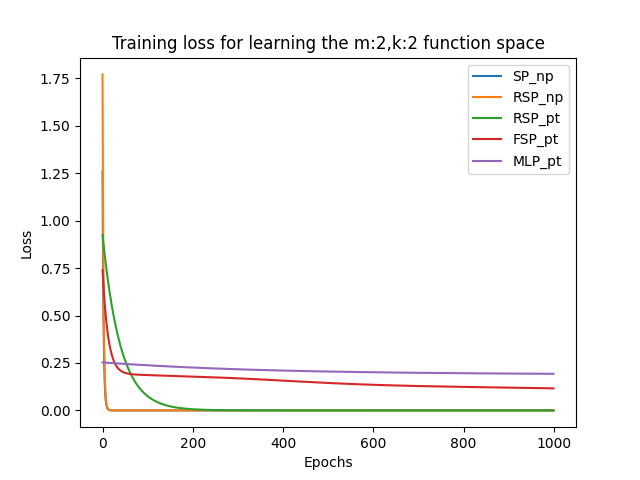 Training loss for learning the m:2,k:2 function space
SP_np
RSP_np
RSP_pt
FSP_pt
MLP_pt
Loss
1.75
1.50
1.25
1.00
0.75
0.50
0.25
0.00
0 200 400 600 800 1000
Epochs